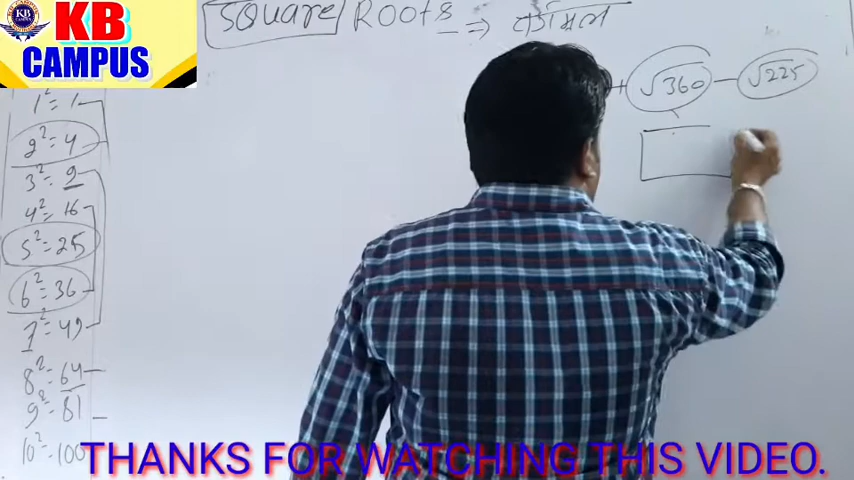 KB
CAMPUS
Square Roots → वर्गमूल
+ √360 − √225
1² = 1
2² = 4
3² = 9
4² = 16
5² = 25
6² = 36
7² = 49
8² = 64
9² = 81
10² = 100
THANKS FOR WATCHING THIS VIDEO.